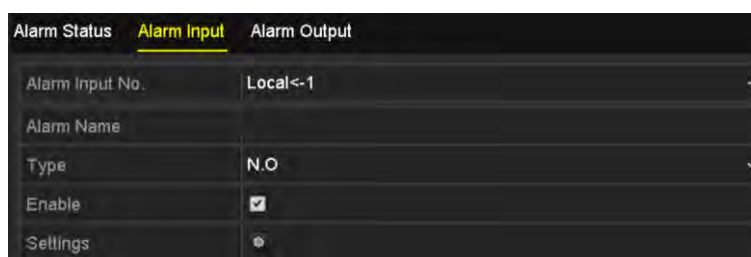 Alarm Status Alarm Input Alarm Output
Alarm Input No. Local<-1
Alarm Name
Type N.O
Enable
Settings